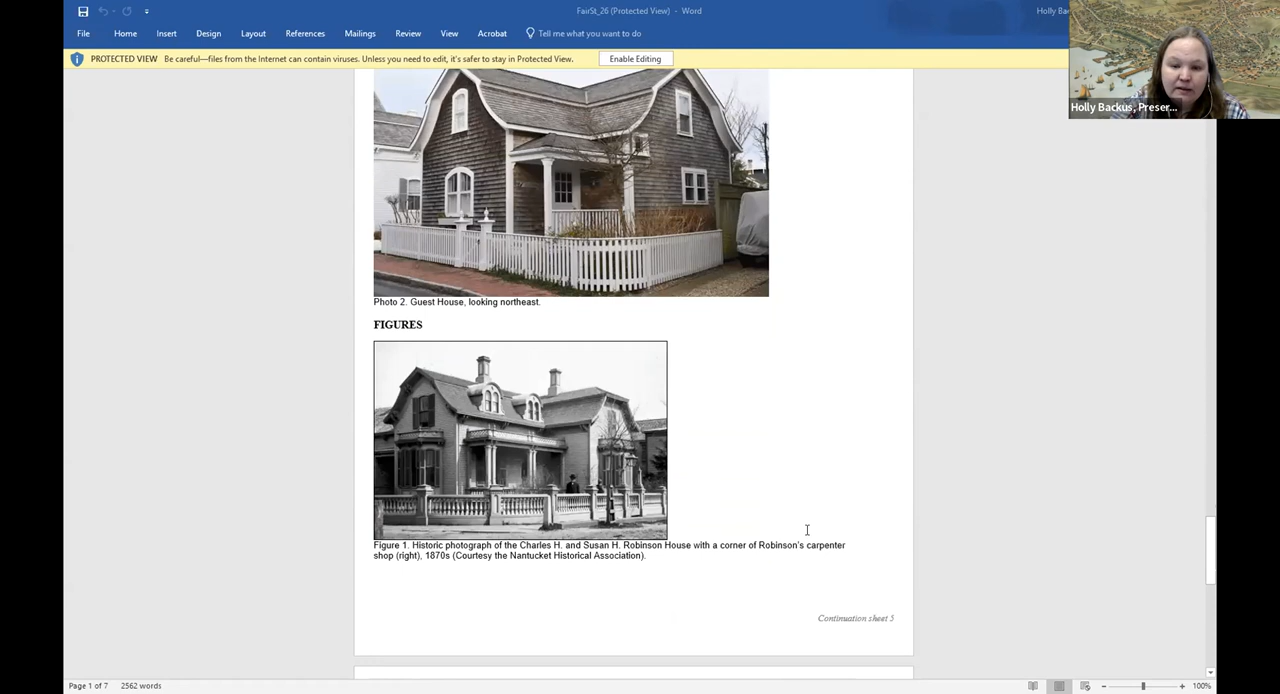 FairSt_26 (Protected View) - Word
Holly Ba
File Home Insert Design Layout References Mailings Review View Acrobat Tell me what you want to do
PROTECTED VIEW Be careful—files from the Internet can contain viruses. Unless you need to edit, it's safer to stay in Protected View. Enable Editing
Holly Backus, Preser...
Photo 2. Guest House, looking northeast.
FIGURES
Figure 1. Historic photograph of the Charles H. and Susan H. Robinson House with a corner of Robinson's carpenter
shop (right), 1870s (Courtesy the Nantucket Historical Association).
Continuation sheet 5
Page 1 of 7 2562 words
100%